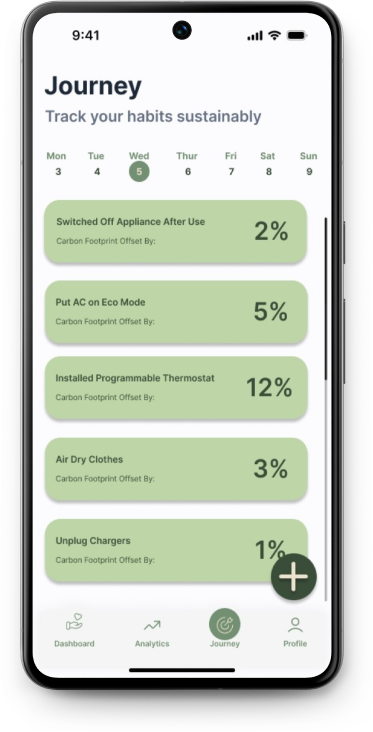 9:41
Journey
Track your habits sustainably
Mon Tue Wed Thur Fri Sat Sun
3 4 5 6 7 8 9
Switched Off Appliance After Use
Carbon Footprint Offset By:
2%
Put AC on Eco Mode
Carbon Footprint Offset By:
5%
Installed Programmable Thermostat
Carbon Footprint Offset By:
12%
Air Dry Clothes
Carbon Footprint Offset By:
3%
Unplug Chargers
Carbon Footprint Offset By:
1%
Dashboard Analytics Journey Profile